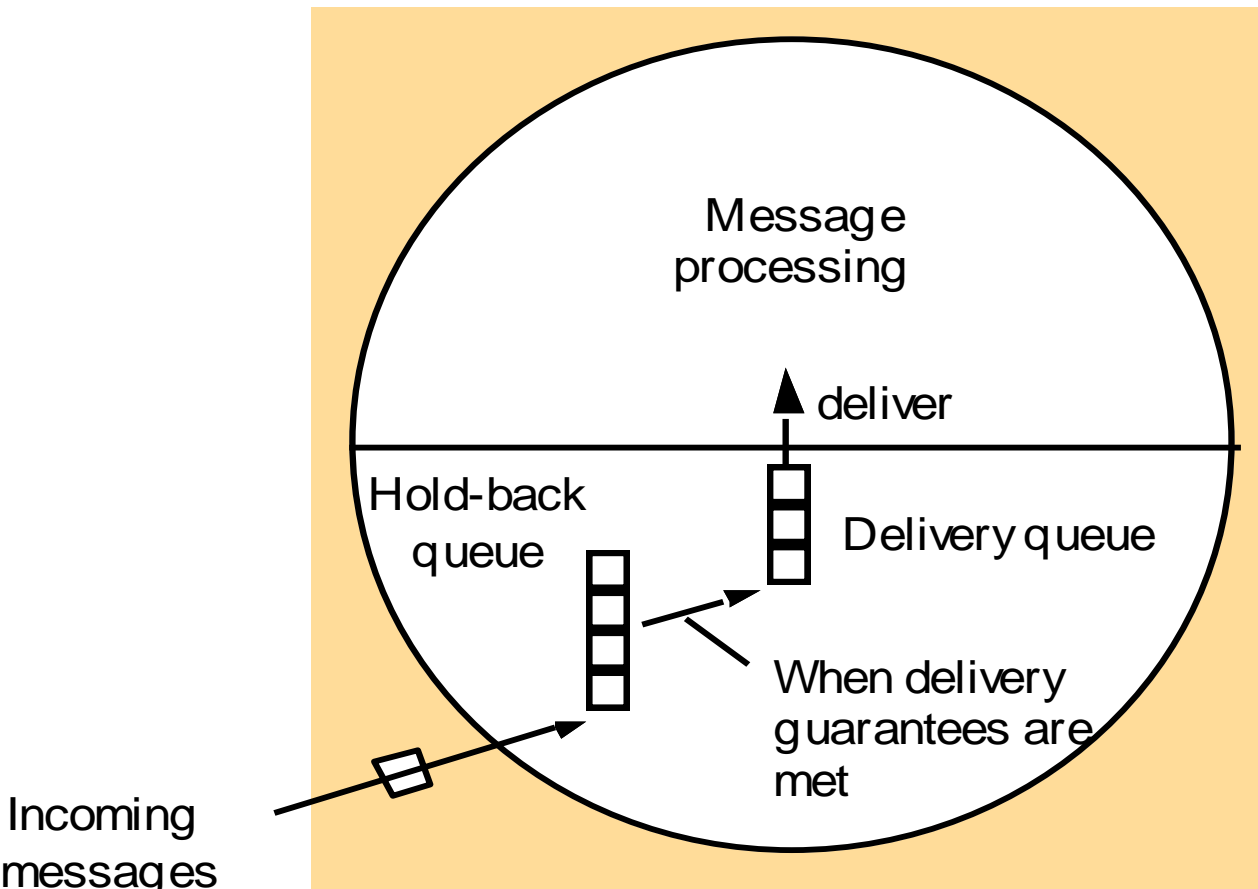 Message
processing
deliver
Hold-back
queue
Delivery queue
When delivery
guarantees are
met
Incoming
messages